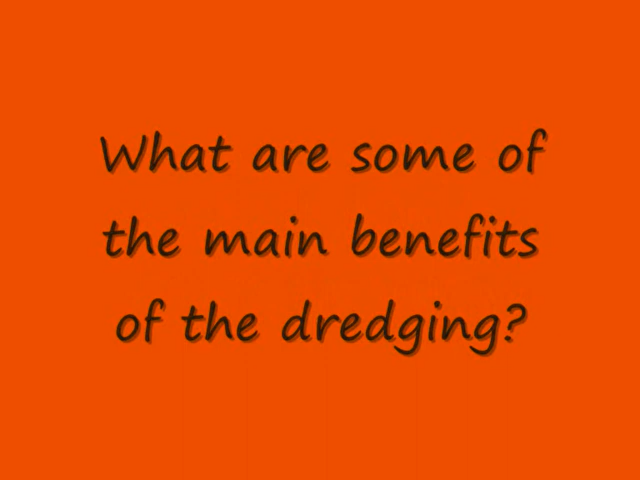 What are some of
the main benefits
of the dredging?